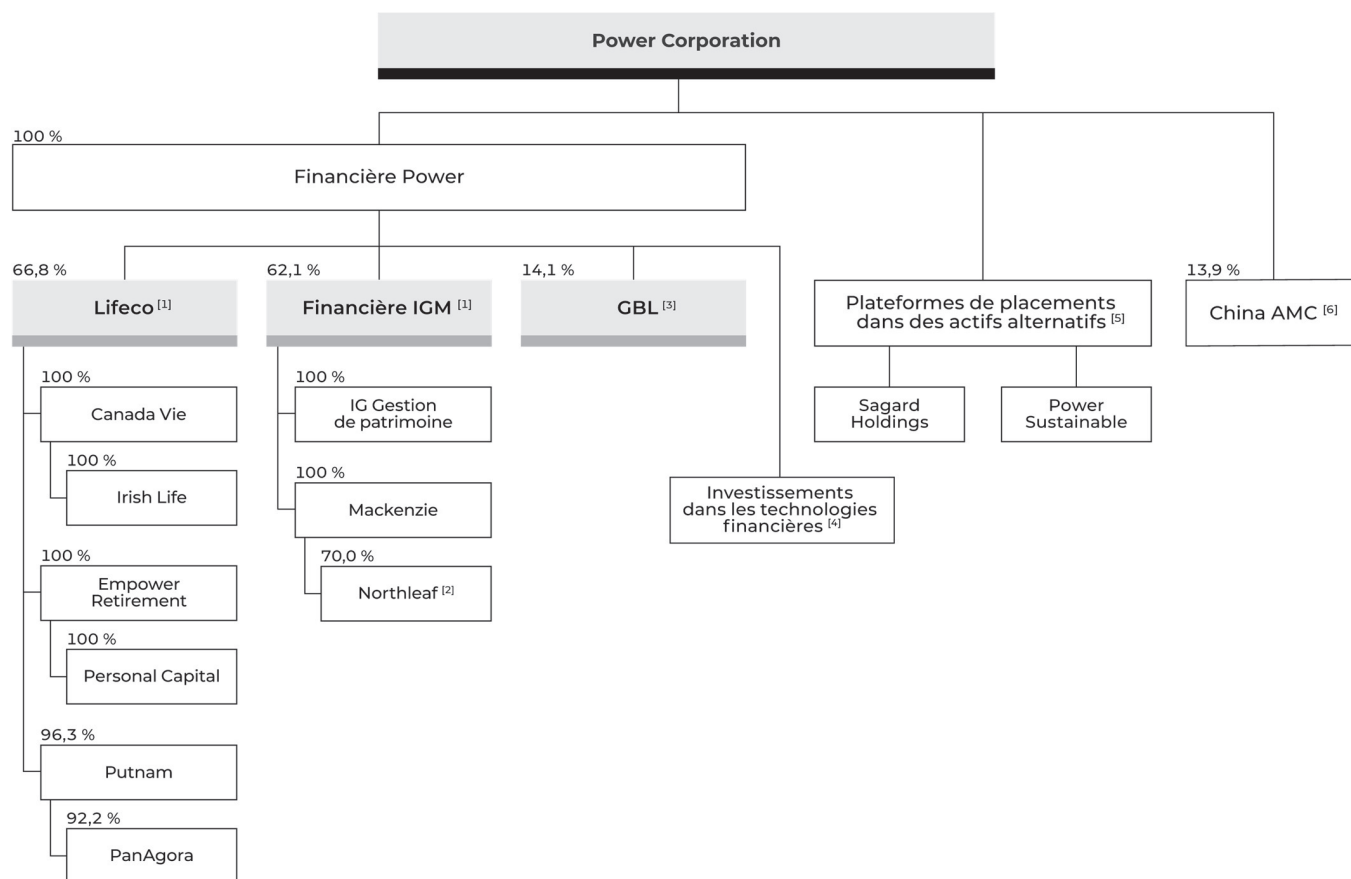 Power Corporation
100 %
Financière Power
66,8 %
Lifeco [1]
62,1 %
Financière IGM [1]
14,1 %
GBL [3]
Plateformes de placements
dans des actifs alternatifs [5]
13,9 %
China AMC [6]
100 %
Canada Vie
100 %
Irish Life
100 %
Empower
Retirement
100 %
Personal Capital
96,3 %
Putnam
92,2 %
PanAgora
100 %
IG Gestion
de patrimoine
100 %
Mackenzie
70,0 %
Northleaf [2]
Investissements
dans les technologies
financières [4]
Sagard
Holdings
Power
Sustainable